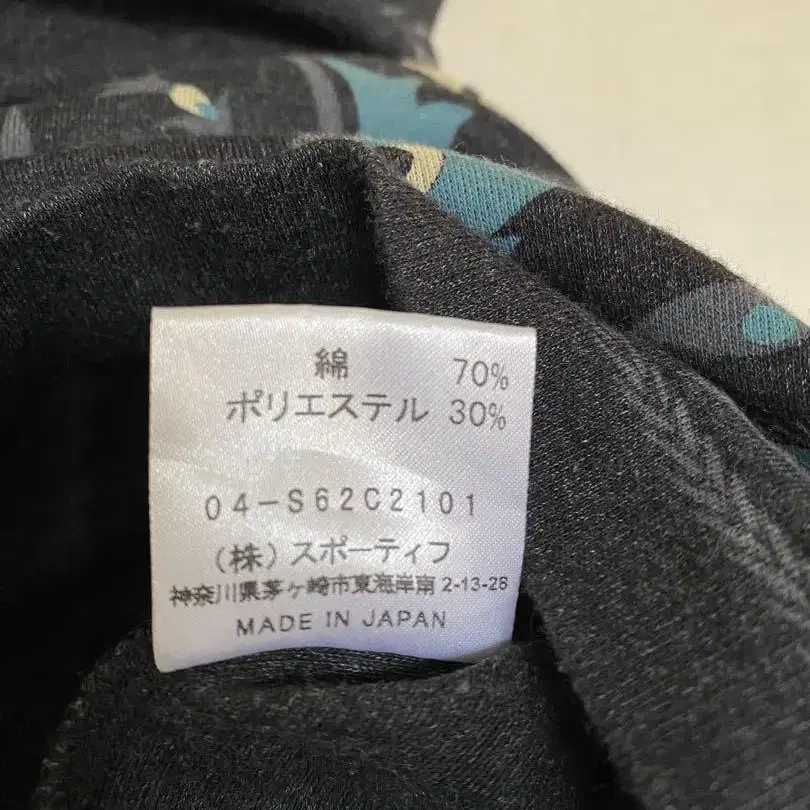 綿 70%
ポリエステル 30%
04-S62C2101
(株)スポーティフ
神奈川県茅ヶ崎市東海岸南2-13-28
MADE IN JAPAN